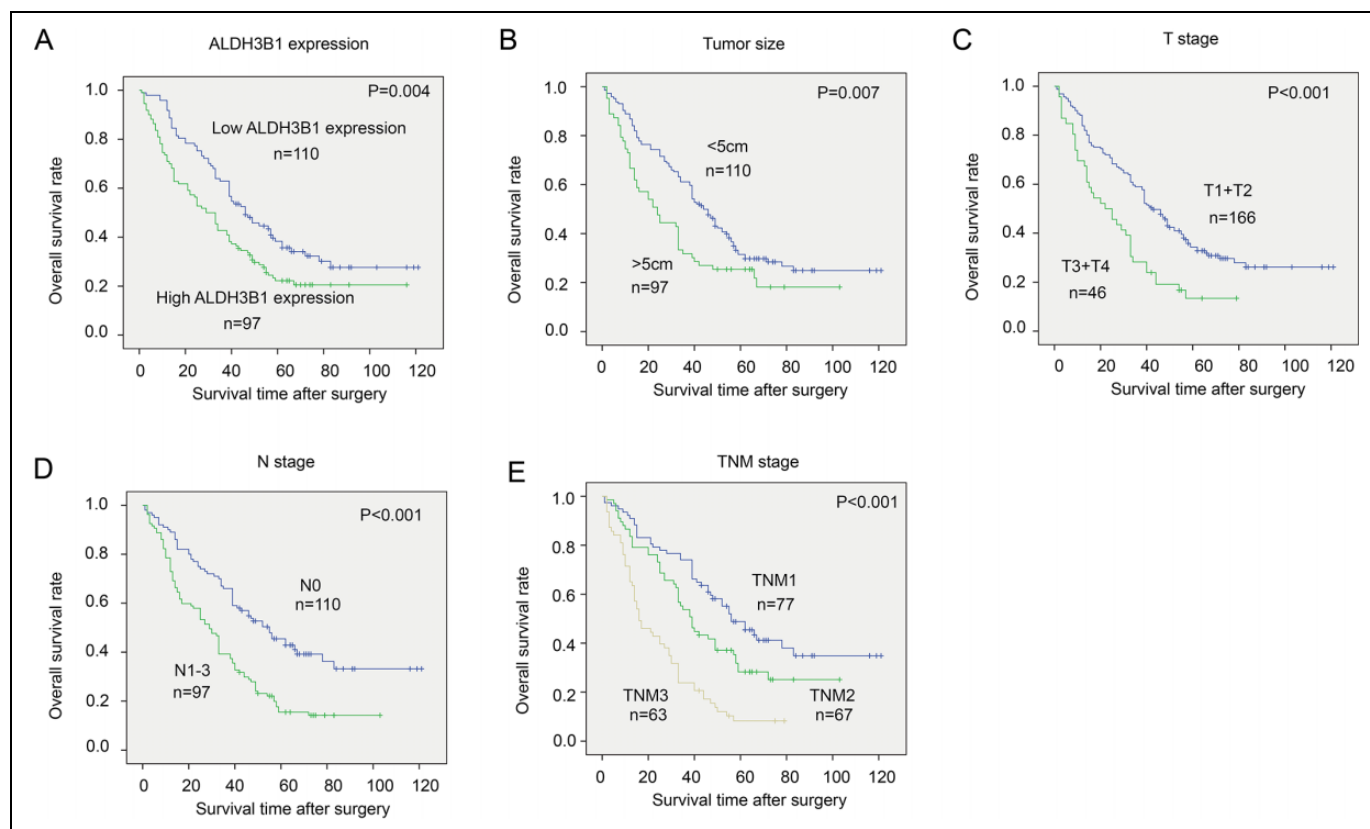 A
ALDH3B1 expression
P=0.004
Low ALDH3B1 expression
n=110
High ALDH3B1 expression
n=97
Overall survival rate
1.0
0.8
0.6
0.4
0.2
0.0
0 20 40 60 80 100 120
Survival time after surgery
B
Tumor size
P=0.007
<5cm
n=110
>5cm
n=97
Overall survival rate
1.0
0.8
0.6
0.4
0.2
0.0
0 20 40 60 80 100 120
Survival time after surgery
C
T stage
P<0.001
T1+T2
n=166
T3+T4
n=46
Overall survival rate
1.0
0.8
0.6
0.4
0.2
0.0
0 20 40 60 80 100 120
Survival time after surgery
D
N stage
P<0.001
N0
n=110
N1-3
n=97
Overall survival rate
1.0
0.8
0.6
0.4
0.2
0.0
0 20 40 60 80 100 120
Survival time after surgery
E
TNM stage
P<0.001
TNM1
n=77
TNM3
n=63
TNM2
n=67
Overall survival rate
1.0
0.8
0.6
0.4
0.2
0.0
0 20 40 60 80 100 120
Survival time after surgery